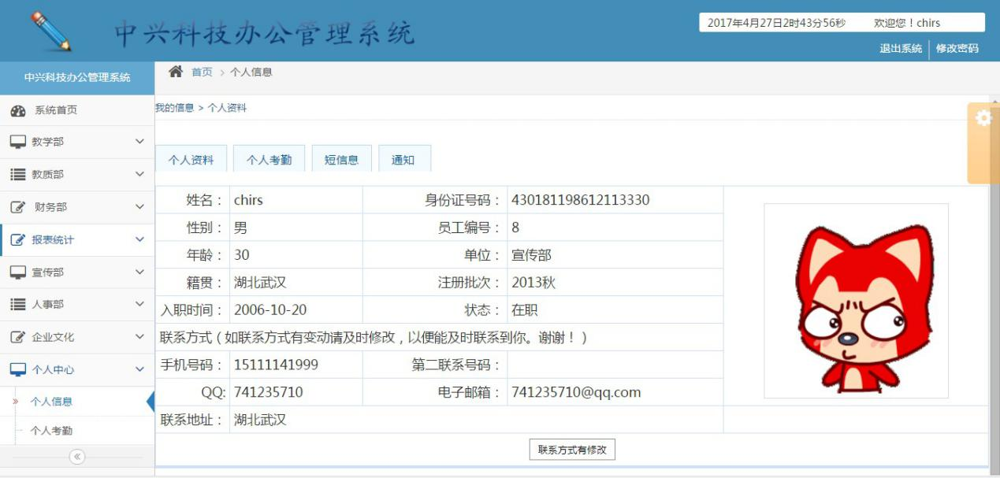 中兴科技办公管理系统
2017年4月27日2时43分56秒 欢迎您！chirs
退出系统 修改密码
中兴科技办公管理系统
首页 > 个人信息
系统首页
教学部
教质部
财务部
报表统计
宣传部
人事部
企业文化
个人中心
» 个人信息
个人考勤
«
我的信息 > 个人资料
个人资料 个人考勤 短信息 通知
姓名： chirs 身份证号码： 430181198612113330
性别： 男 员工编号： 8
年龄： 30 单位： 宣传部
籍贯： 湖北武汉 注册批次： 2013秋
入职时间： 2006-10-20 状态： 在职
联系方式（如联系方式有变动请及时修改，以便能及时联系到你。谢谢！）
手机号码： 15111141999 第二联系号码：
QQ: 741235710 电子邮箱： 741235710@qq.com
联系地址： 湖北武汉
联系方式有修改